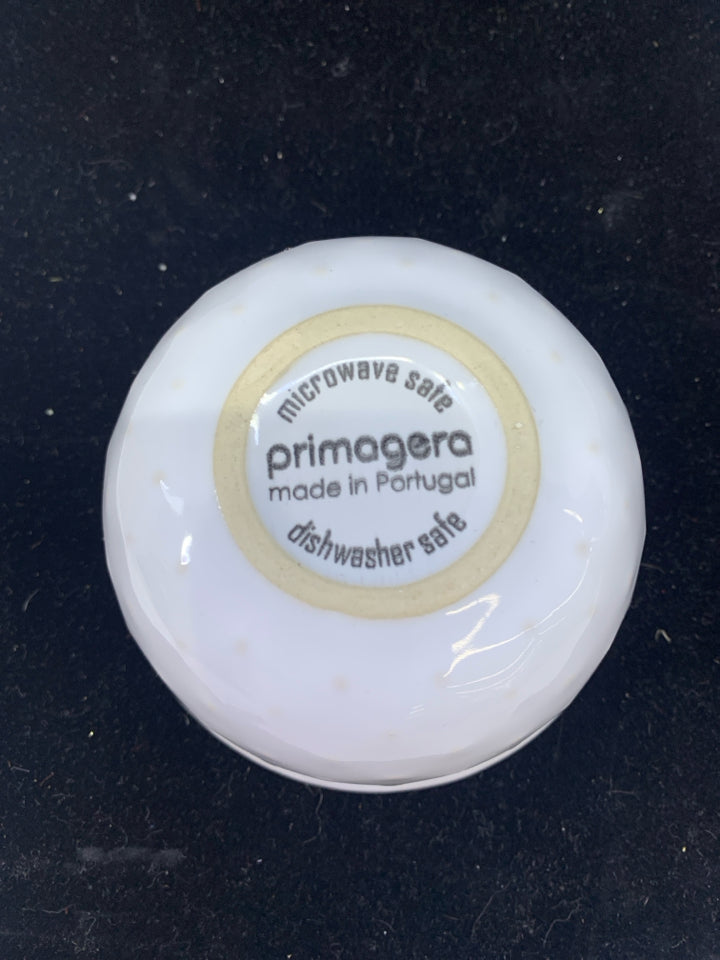 microwave safe
primagera
made in Portugal
dishwasher safe